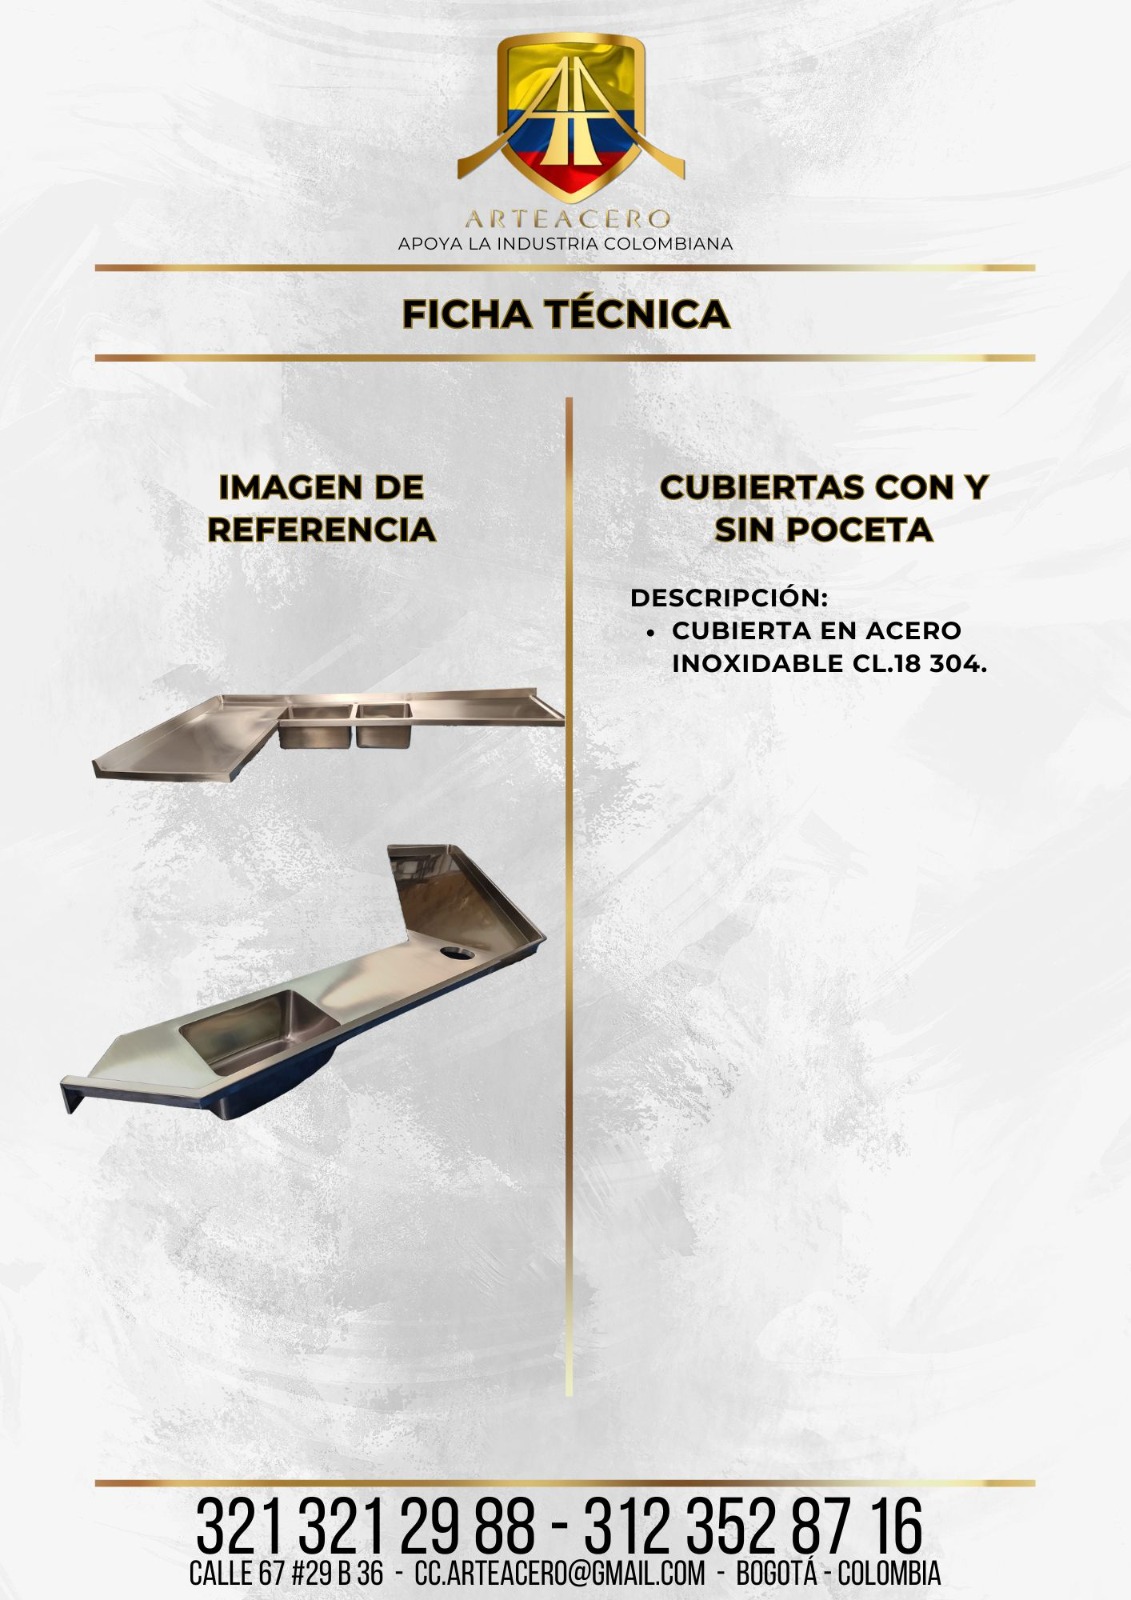 ARTEACERO
APOYA LA INDUSTRIA COLOMBIANA
FICHA TÉCNICA
IMAGEN DE
REFERENCIA
CUBIERTAS CON Y
SIN POCETA
DESCRIPCIÓN:
• CUBIERTA EN ACERO
INOXIDABLE CL.18 304.
321 321 29 88 - 312 352 87 16
CALLE 67 #29 B 36 - CC.ARTEACERO@GMAIL.COM - BOGOTÁ - COLOMBIA